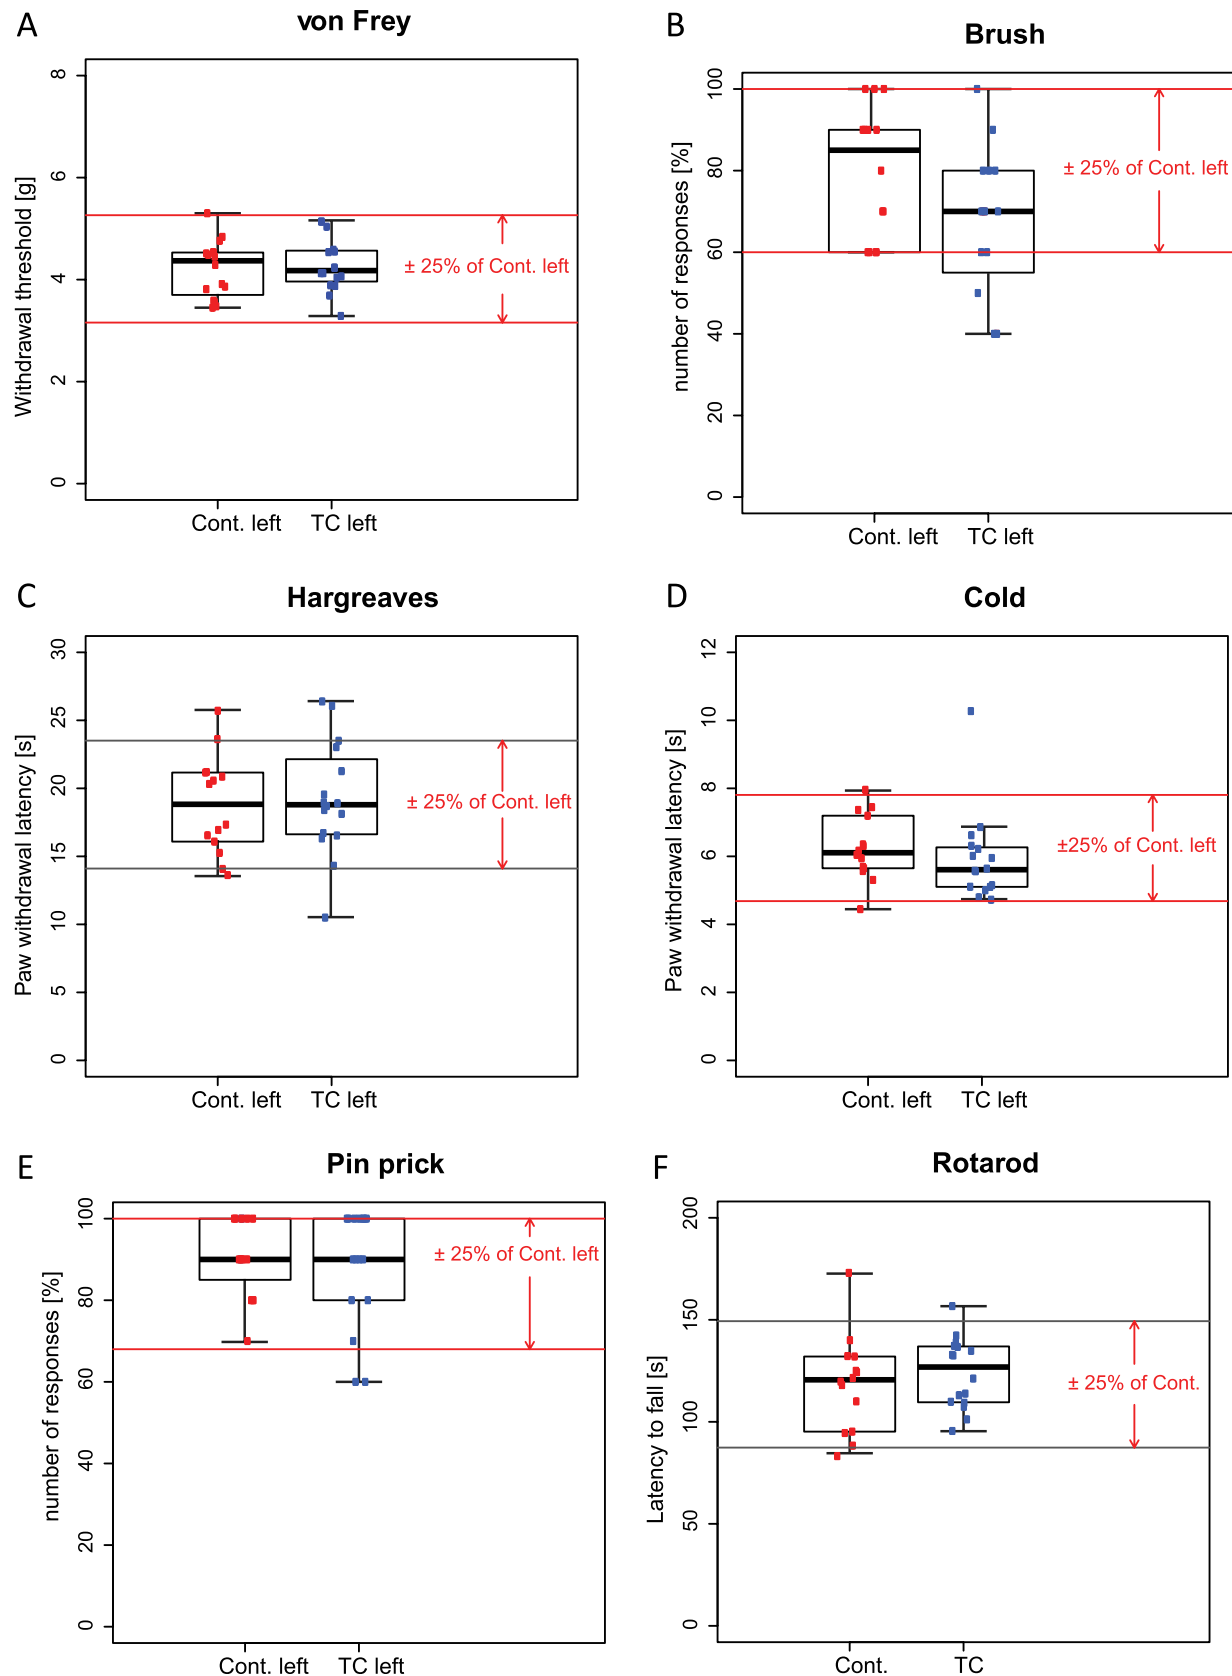 A
von Frey
Withdrawal threshold [g]
8
6
4
2
0
± 25% of Cont. left
Cont. left
TC left
B
Brush
number of responses [%]
100
80
60
40
20
0
± 25% of Cont. left
Cont. left
TC left
C
Hargreaves
Paw withdrawal latency [s]
30
25
20
15
10
5
0
± 25% of Cont. left
Cont. left
TC left
D
Cold
Paw withdrawal latency [s]
12
10
8
6
4
2
0
±25% of Cont. left
Cont. left
TC left
E
Pin prick
number of responses [%]
100
80
60
40
20
0
± 25% of Cont. left
Cont. left
TC left
F
Rotarod
Latency to fall [s]
200
150
100
50
0
± 25% of Cont.
Cont.
TC